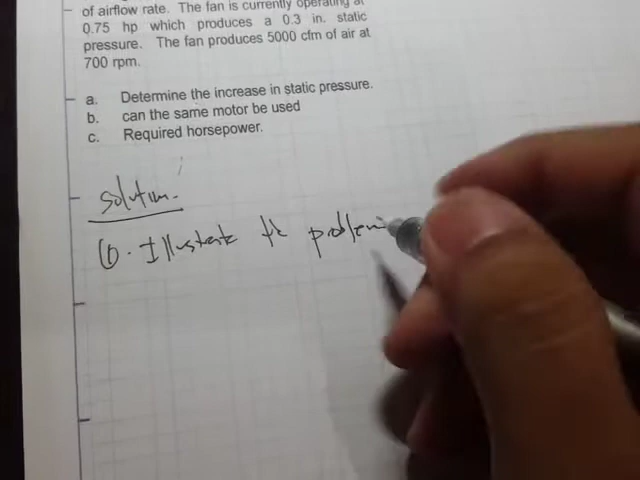 of airflow rate. The fan is currently operating at
0.75 hp which produces a 0.3 in. static
pressure. The fan produces 5000 cfm of air at
700 rpm.
a. Determine the increase in static pressure.
b. can the same motor be used
c. Required horsepower.
Solution.
①. Illustrate the problem